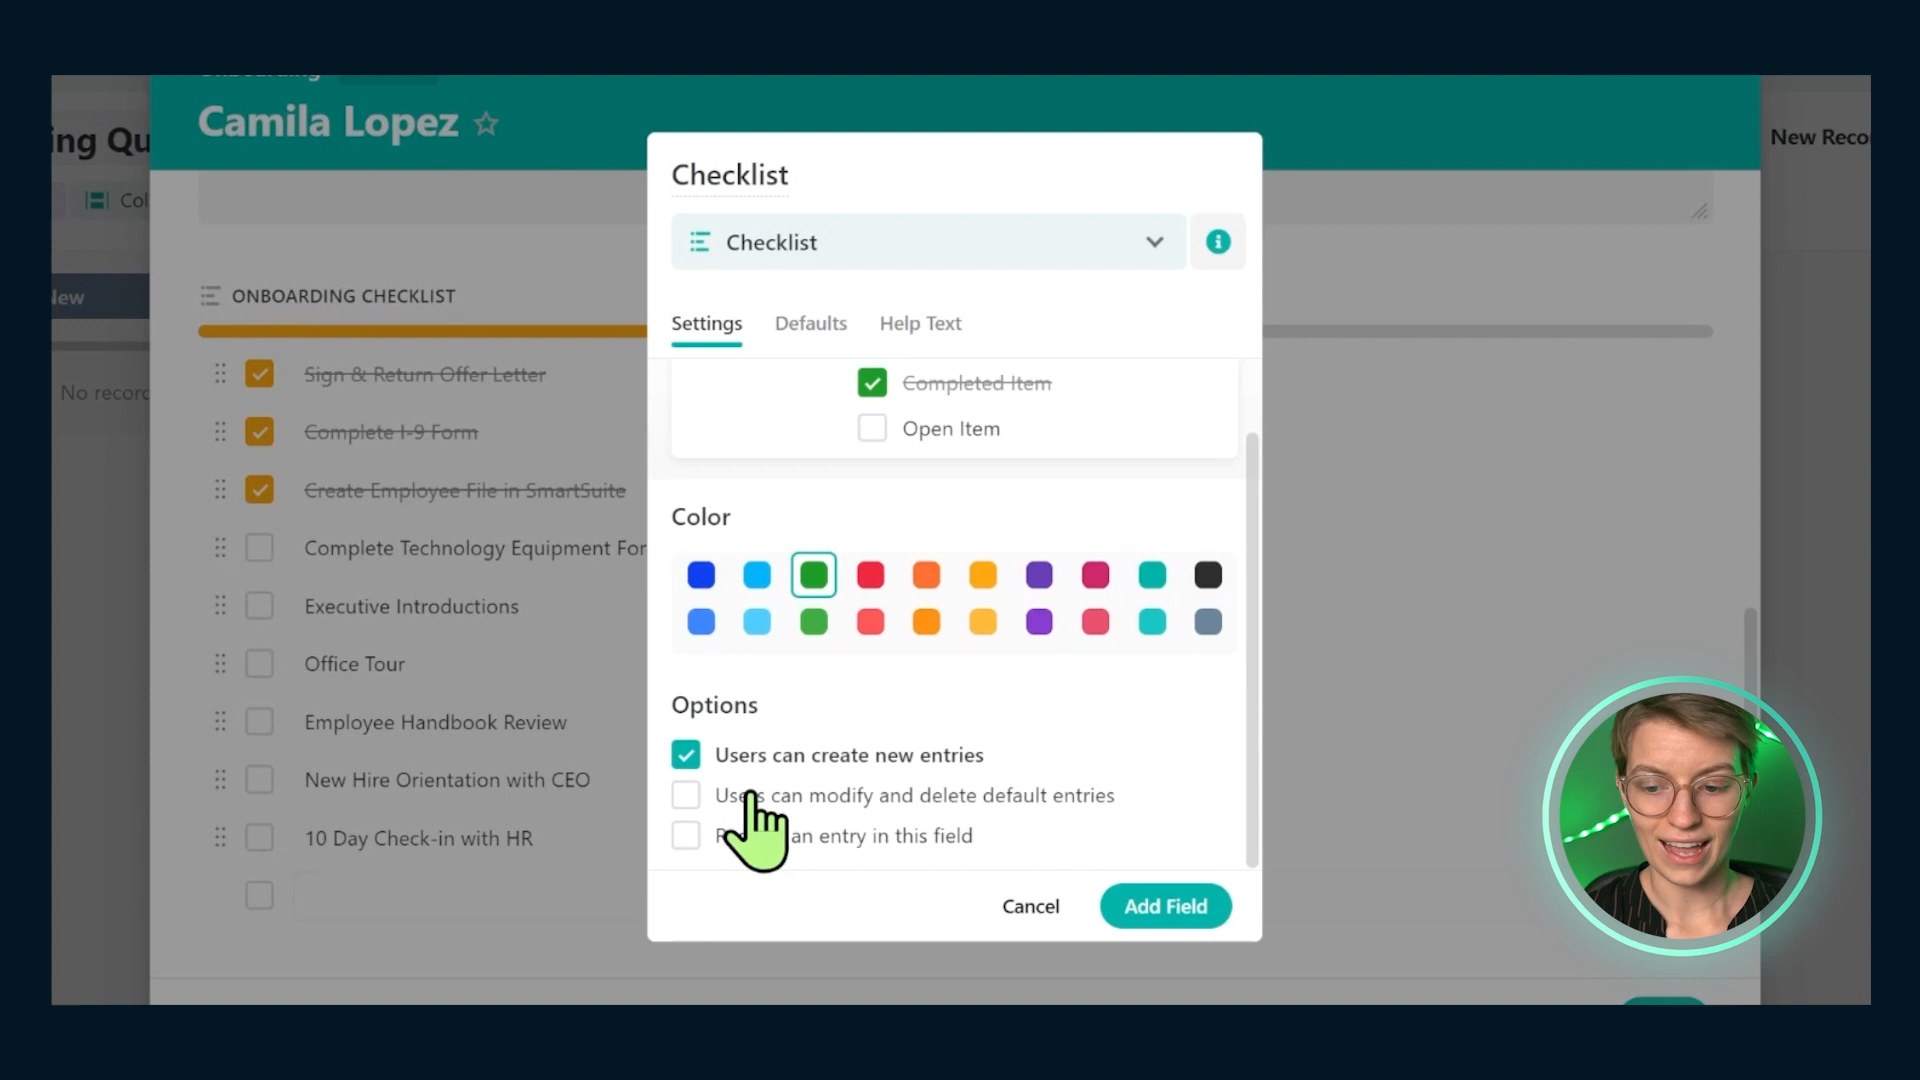 Camila Lopez
ing Qu
New Reco
Col
Checklist
Checklist
ONBOARDING CHECKLIST
Settings Defaults Help Text
Sign & Return Offer Letter
Complete I-9 Form
Create Employee File in SmartSuite
Complete Technology Equipment For
Executive Introductions
Office Tour
Employee Handbook Review
New Hire Orientation with CEO
10 Day Check-in with HR
No record
Completed Item
Open Item
Color
Options
Users can create new entries
Users can modify and delete default entries
an entry in this field
Cancel Add Field